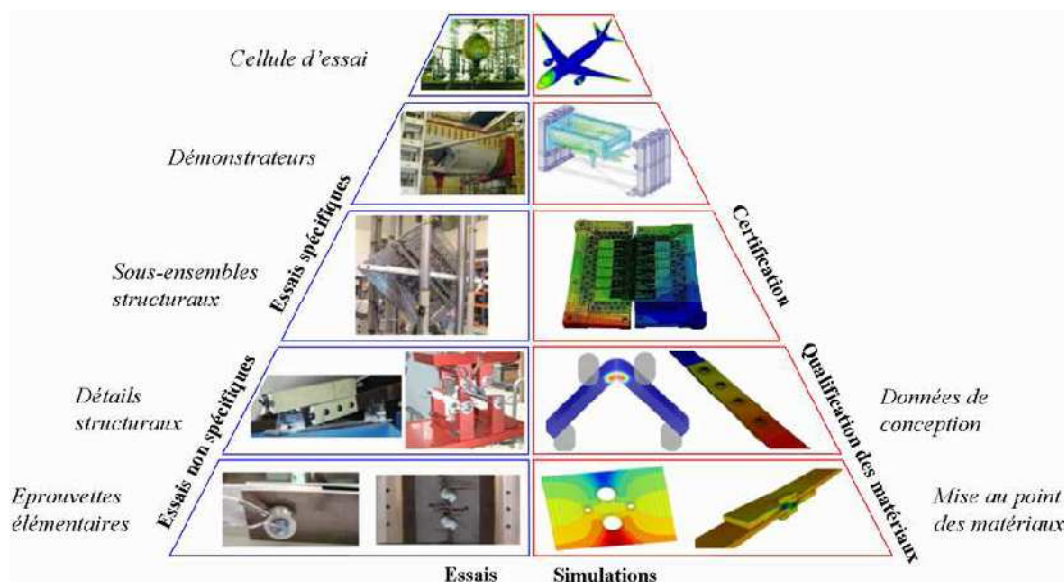 Cellule d'essai
Démonstrateurs
Essais spécifiques
Certification
Sous-ensembles
structuraux
Détails
structuraux
Essais non spécifiques
Qualification des matériaux
Données de
conception
Eprouvettes
élémentaires
Mise au point
des matériaux
Essais
Simulations